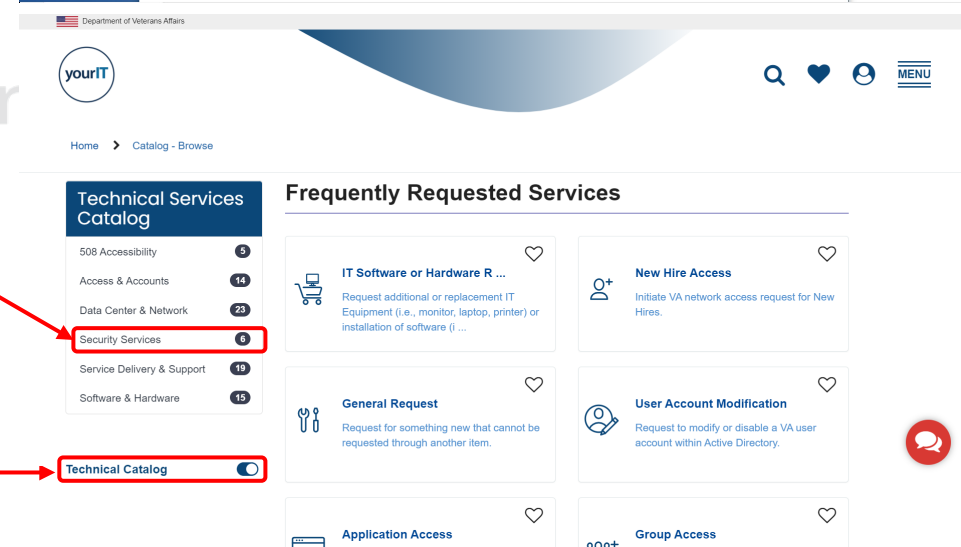 Department of Veterans Affairs
yourIT
MENU
Home > Catalog - Browse
Technical Services
Catalog
508 Accessibility 5
Access & Accounts 14
Data Center & Network 23
Security Services 6
Service Delivery & Support 19
Software & Hardware 15
Technical Catalog
Frequently Requested Services
IT Software or Hardware R ...
Request additional or replacement IT
Equipment (i.e., monitor, laptop, printer) or
installation of software (i ...
New Hire Access
Initiate VA network access request for New
Hires.
General Request
Request for something new that cannot be
requested through another item.
User Account Modification
Request to modify or disable a VA user
account within Active Directory.
Application Access
Group Access